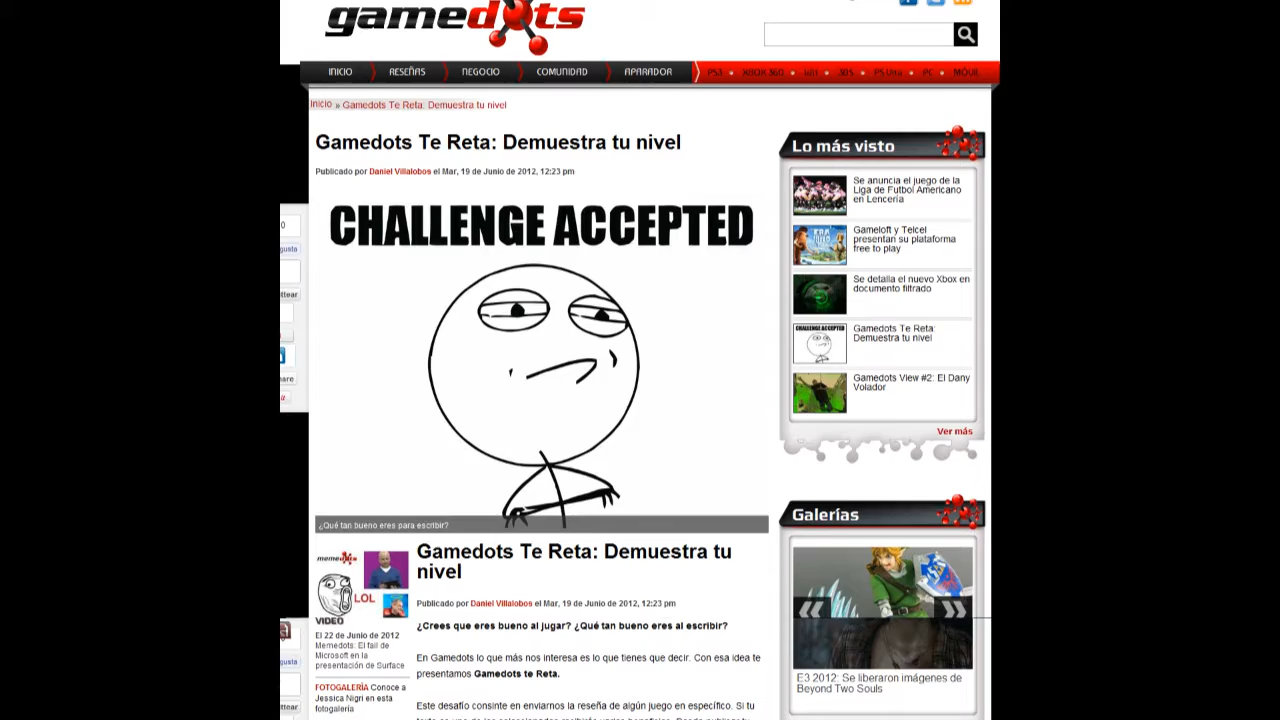 gamedots
INICIO
RESEÑAS
NEGOCIO
COMUNIDAD
APARADOR
PS3
XBOX 360
WII
3DS
PS Vita
PC
MÓVIL
Inicio » Gamedots Te Reta: Demuestra tu nivel
Gamedots Te Reta: Demuestra tu nivel
Publicado por Daniel Villalobos el Mar, 19 de Junio de 2012, 12:23 pm
CHALLENGE ACCEPTED
¿Qué tan bueno eres para escribir?
0
gusta
ttear
hare
memedots
LOL
VIDEO
El 22 de Junio de 2012
Memedots: El fail de
Microsoft en la
presentación de Surface
FOTOGALERÍA Conoce a
Jessica Nigri en esta
fotogalería
gusta
ttear
Gamedots Te Reta: Demuestra tu
nivel
Publicado por Daniel Villalobos el Mar, 19 de Junio de 2012, 12:23 pm
¿Crees que eres bueno al jugar? ¿Qué tan bueno eres al escribir?
En Gamedots lo que más nos interesa es lo que tienes que decir. Con esa idea te
presentamos Gamedots te Reta.
Este desafío consinte en enviarnos la reseña de algún juego en específico. Si tu
Lo más visto
Se anuncia el juego de la
Liga de Futbol Americano
en Lencería
Gameloft y Telcel
presentan su plataforma
free to play
Se detalla el nuevo Xbox en
documento filtrado
CHALLENGE ACCEPTED
Gamedots Te Reta:
Demuestra tu nivel
Gamedots View #2: El Dany
Volador
Ver más
Galerías
E3 2012: Se liberaron imágenes de
Beyond Two Souls